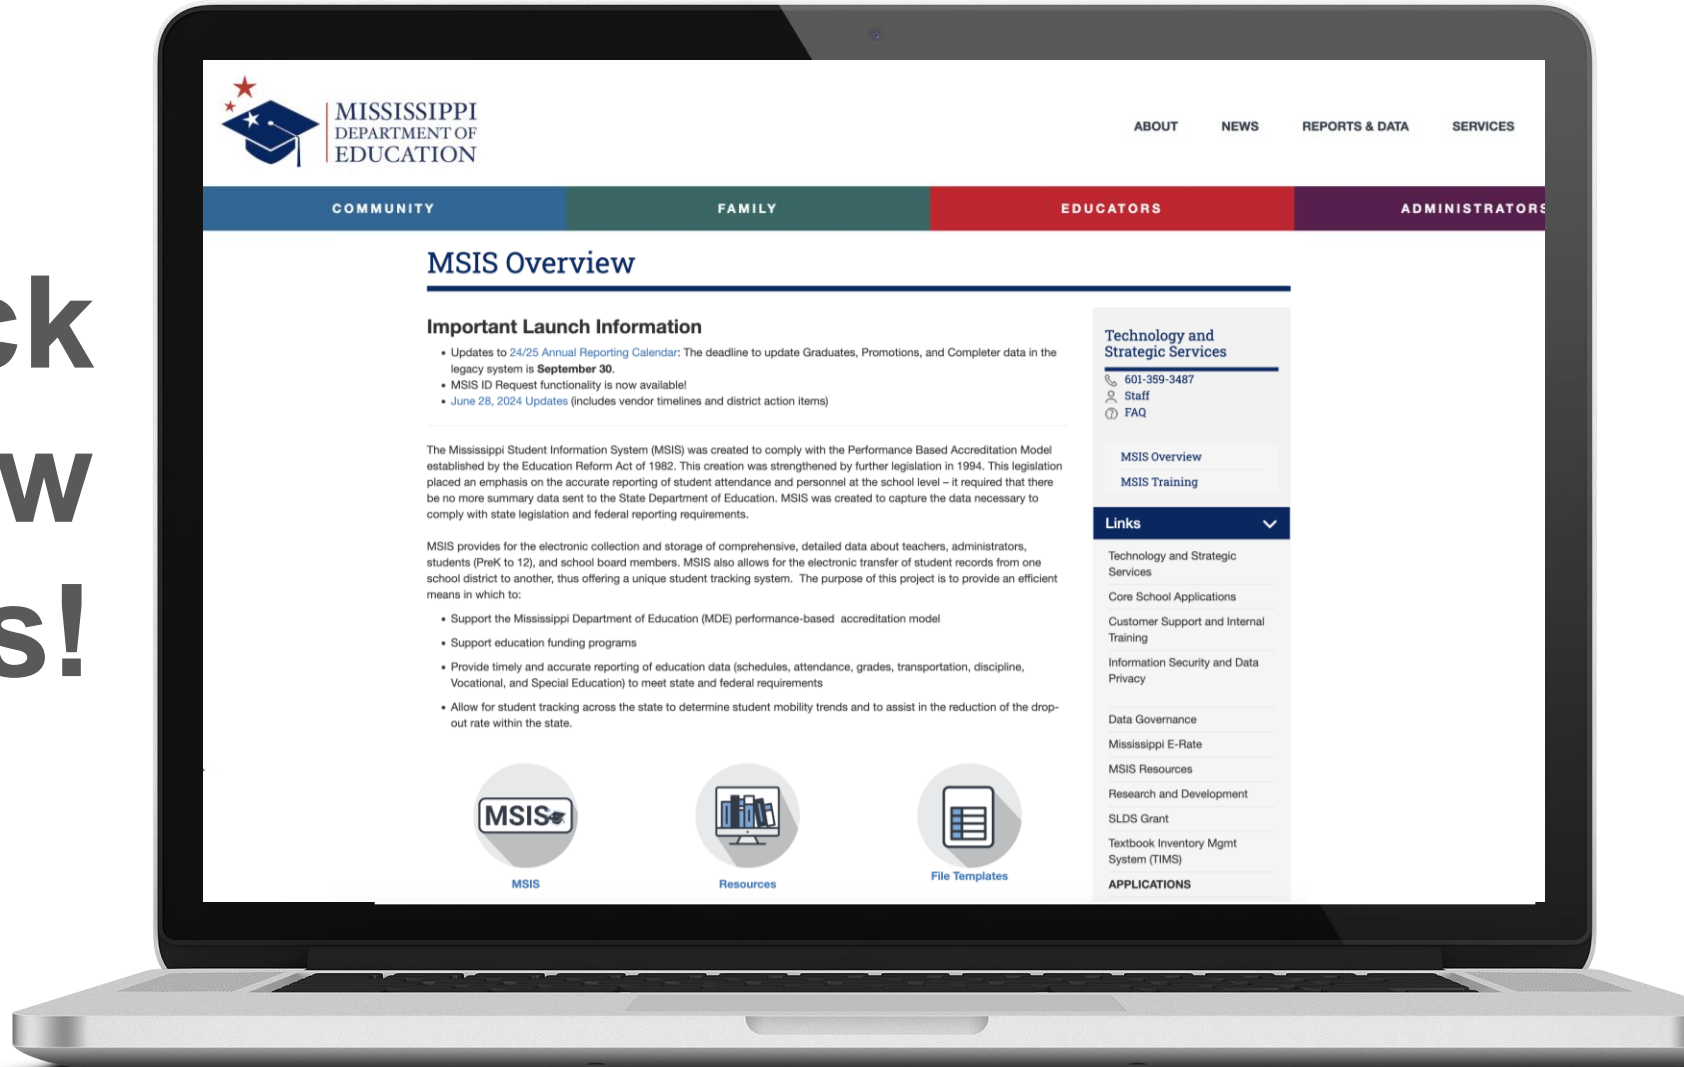 ck
w
s!
MISSISSIPPI
DEPARTMENT OF
EDUCATION
ABOUT NEWS REPORTS & DATA SERVICES
COMMUNITY FAMILY EDUCATORS ADMINISTRATORS
MSIS Overview
Important Launch Information
• Updates to 24/25 Annual Reporting Calendar: The deadline to update Graduates, Promotions, and Completer data in the
legacy system is September 30.
• MSIS ID Request functionality is now available!
• June 28, 2024 Updates (includes vendor timelines and district action items)
The Mississippi Student Information System (MSIS) was created to comply with the Performance Based Accreditation Model
established by the Education Reform Act of 1982. This creation was strengthened by further legislation in 1994. This legislation
placed an emphasis on the accurate reporting of student attendance and personnel at the school level – it required that there
be no more summary data sent to the State Department of Education. MSIS was created to capture the data necessary to
comply with state legislation and federal reporting requirements.
MSIS provides for the electronic collection and storage of comprehensive, detailed data about teachers, administrators,
students (PreK to 12), and school board members. MSIS also allows for the electronic transfer of student records from one
school district to another, thus offering a unique student tracking system. The purpose of this project is to provide an efficient
means in which to:
• Support the Mississippi Department of Education (MDE) performance-based accreditation model
• Support education funding programs
• Provide timely and accurate reporting of education data (schedules, attendance, grades, transportation, discipline,
Vocational, and Special Education) to meet state and federal requirements
• Allow for student tracking across the state to determine student mobility trends and to assist in the reduction of the drop-
out rate within the state.
MSIS
MSIS
Resources
File Templates
Technology and
Strategic Services
601-359-3487
Staff
FAQ
MSIS Overview
MSIS Training
Links
Technology and Strategic
Services
Core School Applications
Customer Support and Internal
Training
Information Security and Data
Privacy
Data Governance
Mississippi E-Rate
MSIS Resources
Research and Development
SLDS Grant
Textbook Inventory Mgmt
System (TIMS)
APPLICATIONS